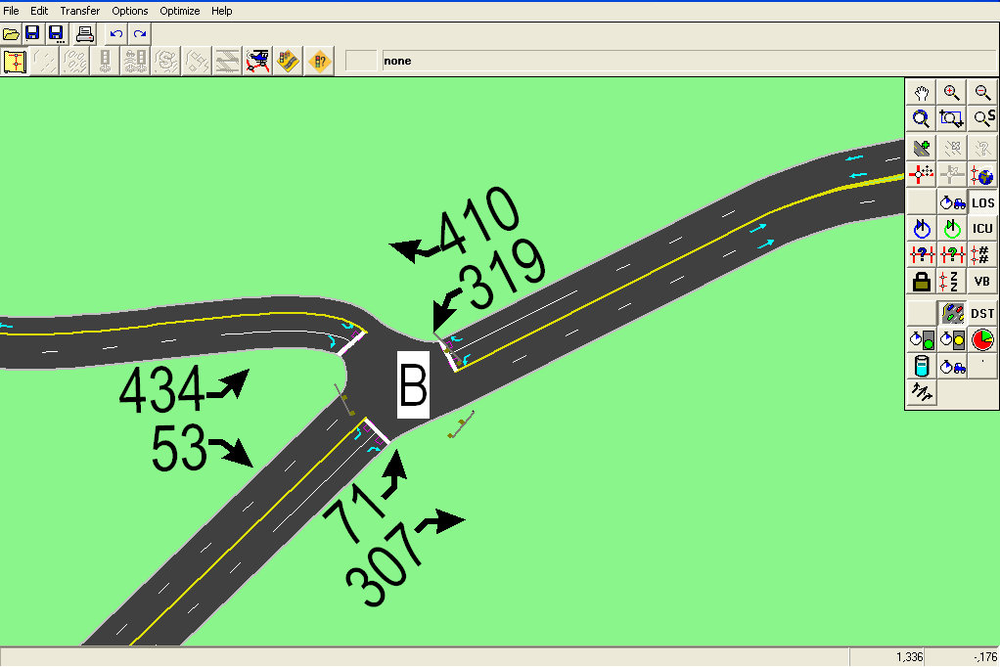 File Edit Transfer Options Optimize Help
none
S
LOS
ICU
? ? #
Z
Z VB
DST
410
319
B
434
53
71
307
1,336 -,176